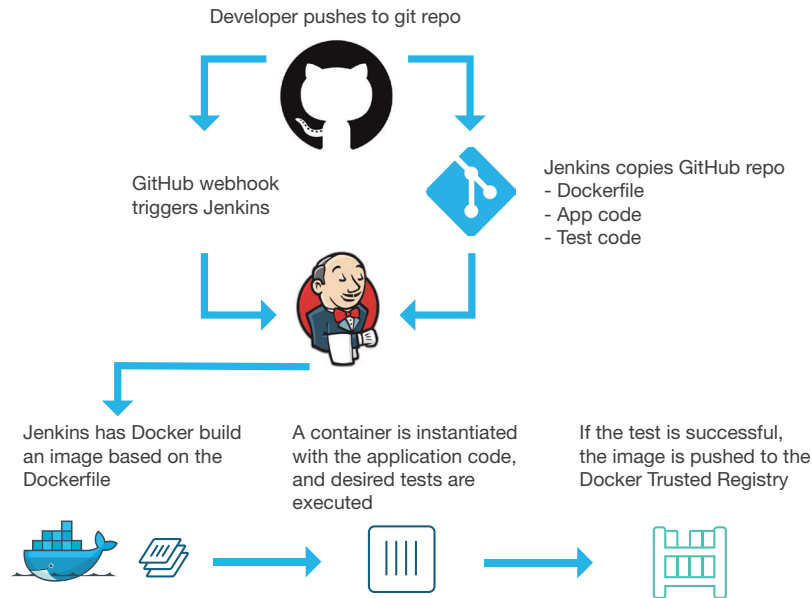 Developer pushes to git repo
GitHub webhook
triggers Jenkins
Jenkins copies GitHub repo
- Dockerfile
- App code
- Test code
Jenkins has Docker build
an image based on the
Dockerfile
A container is instantiated
with the application code,
and desired tests are
executed
If the test is successful,
the image is pushed to the
Docker Trusted Registry